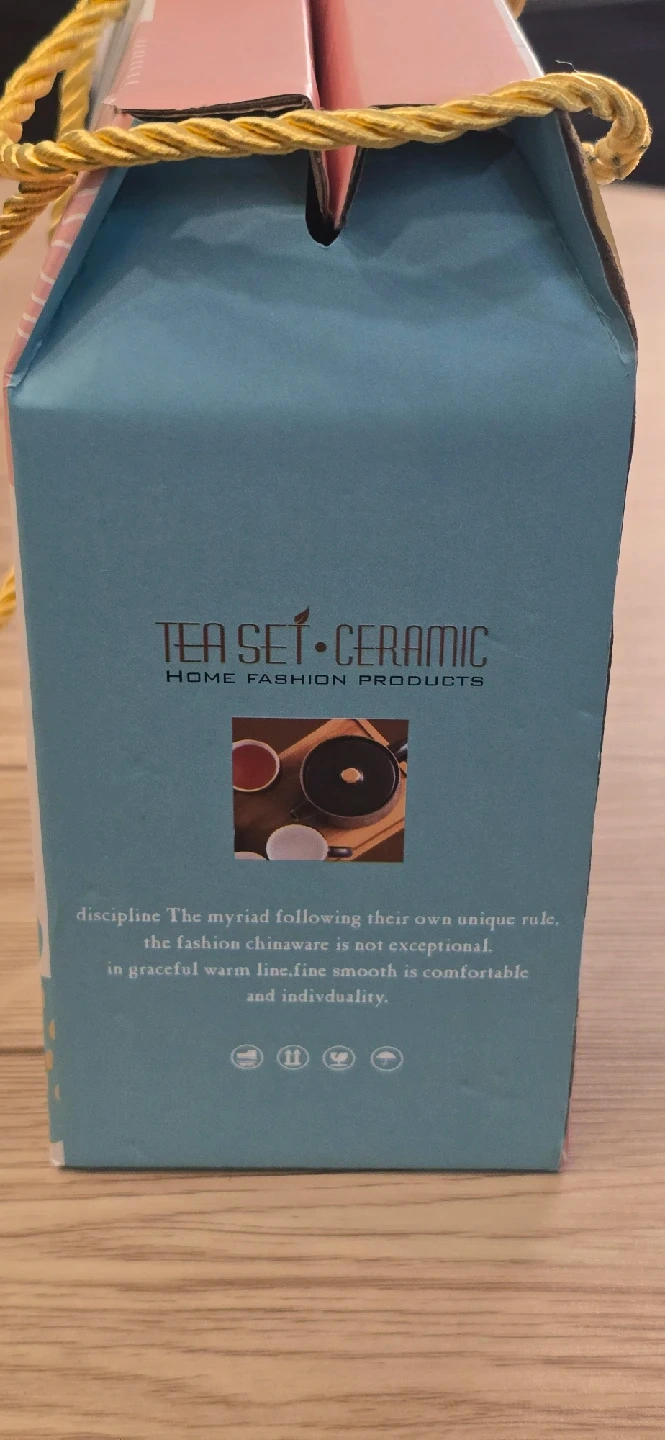 TEA SET•CERAMIC
HOME FASHION PRODUCTS
discipline The myriad following their own unique rule.
the fashion chinaware is not exceptional.
in graceful warm line.fine smooth is comfortable
and indivduality.